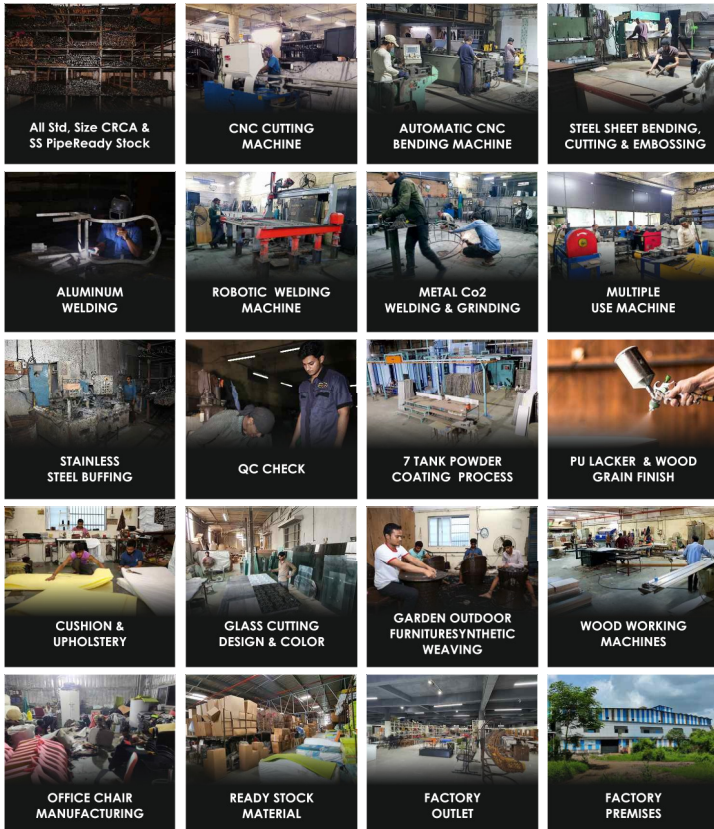 All Std, Size CRCA &
SS PipeReady Stock
CNC CUTTING
MACHINE
AUTOMATIC CNC
BENDING MACHINE
STEEL SHEET BENDING,
CUTTING & EMBOSSING
ALUMINUM
WELDING
ROBOTIC WELDING
MACHINE
METAL Co2
WELDING & GRINDING
MULTIPLE
USE MACHINE
STAINLESS
STEEL BUFFING
QC CHECK
7 TANK POWDER
COATING PROCESS
PU LACKER & WOOD
GRAIN FINISH
CUSHION &
UPHOLSTERY
GLASS CUTTING
DESIGN & COLOR
GARDEN OUTDOOR
FURNITURESYNTHETIC
WEAVING
WOOD WORKING
MACHINES
OFFICE CHAIR
MANUFACTURING
READY STOCK
MATERIAL
FACTORY
OUTLET
FACTORY
PREMISES